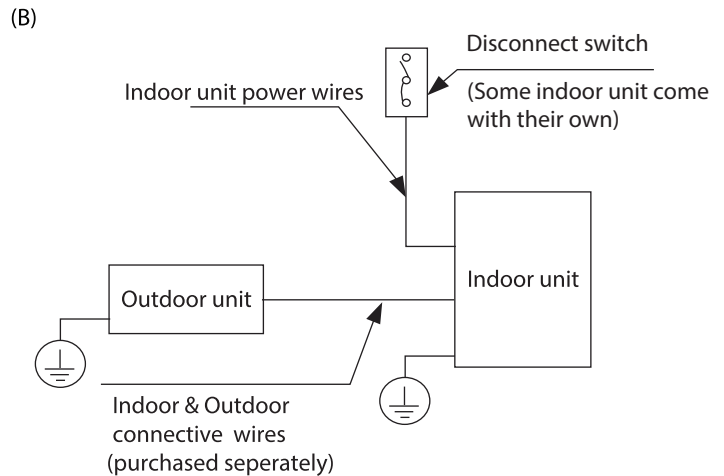 (B)
Disconnect switch
(Some indoor unit come
with their own)
Indoor unit power wires
Indoor unit
Outdoor unit
Indoor & Outdoor
connective wires
(purchased seperately)